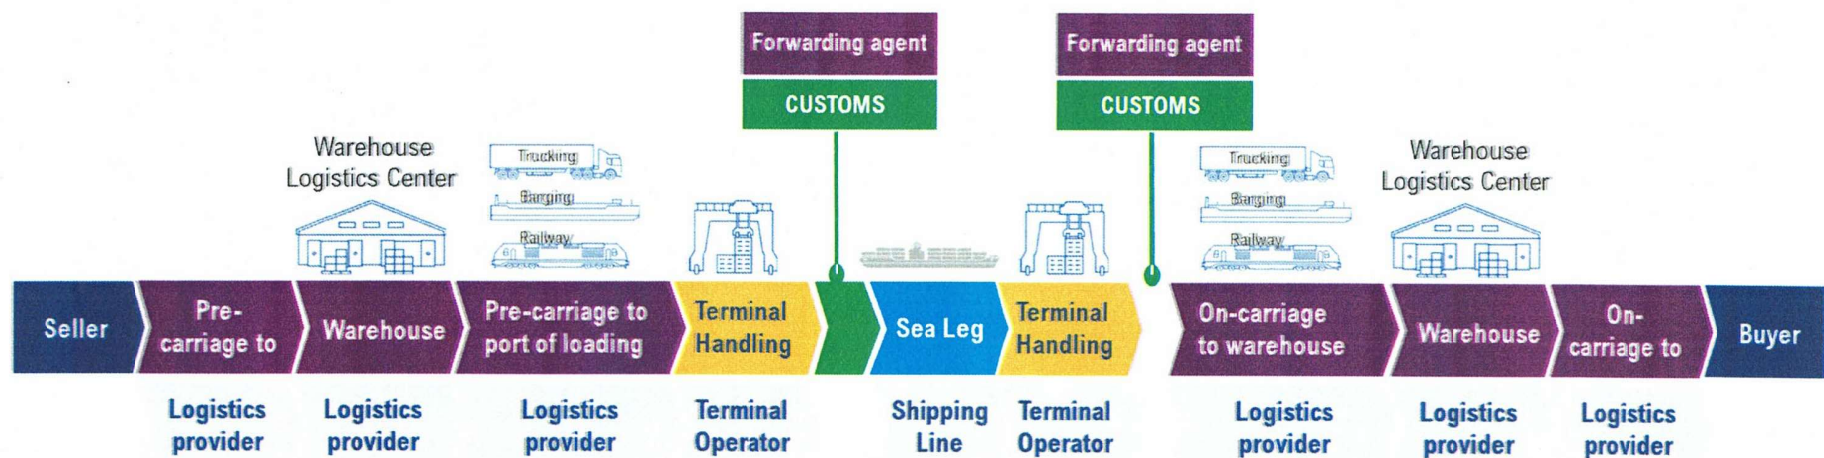 Forwarding agent
CUSTOMS
Forwarding agent
CUSTOMS
Warehouse
Logistics Center
Trucking
Barging
Railway
Trucking
Barging
Railway
Warehouse
Logistics Center
Seller
Pre-
carriage to
Warehouse
Pre-carriage to
port of loading
Terminal
Handling
Sea Leg
Terminal
Handling
On-carriage
to warehouse
Warehouse
On-
carriage to
Buyer
Logistics
provider
Logistics
provider
Logistics
provider
Terminal
Operator
Shipping
Line
Terminal
Operator
Logistics
provider
Logistics
provider
Logistics
provider